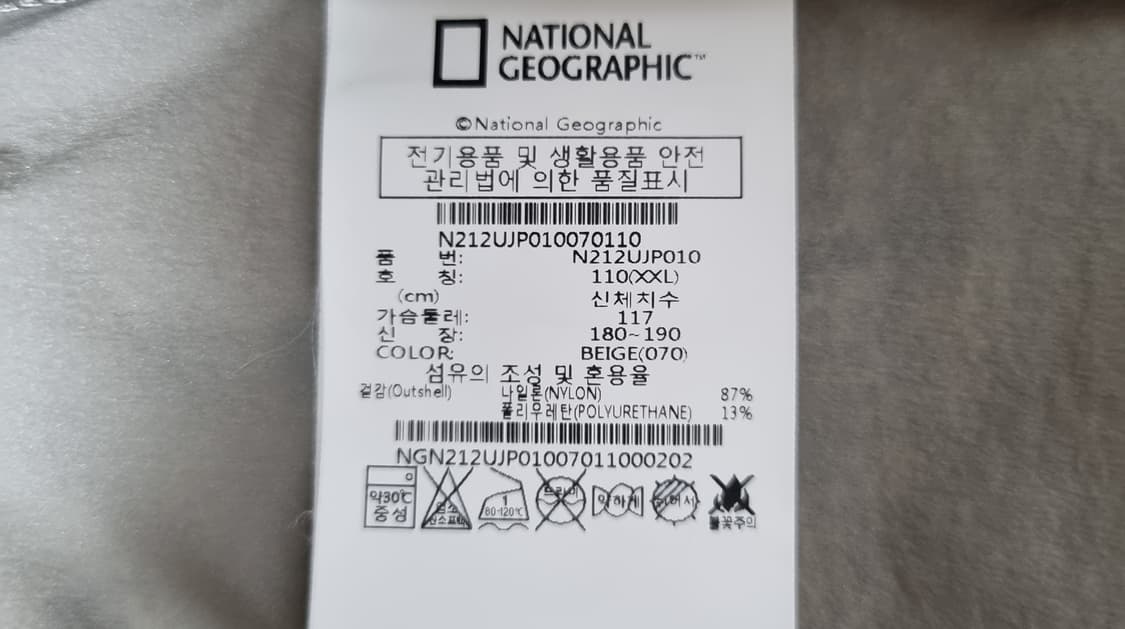 NATIONAL
GEOGRAPHIC™
©National Geographic
전기용품 및 생활용품 안전
관리법에 의한 품질표시
N212UJP010070110
품 번: N212UJP010
호 칭: 110(XXL)
(cm) 신체치수
가슴둘레: 117
신 장: 180~190
COLOR: BEIGE(070)
섬유의 조성 및 혼용율
겉감(Outshell) 나일론(NYLON) 87%
폴리우레탄(POLYURETHANE) 13%
NGN212UJP01007011000202
약30℃
중성
1
80-120℃
약하게
불꽃주의